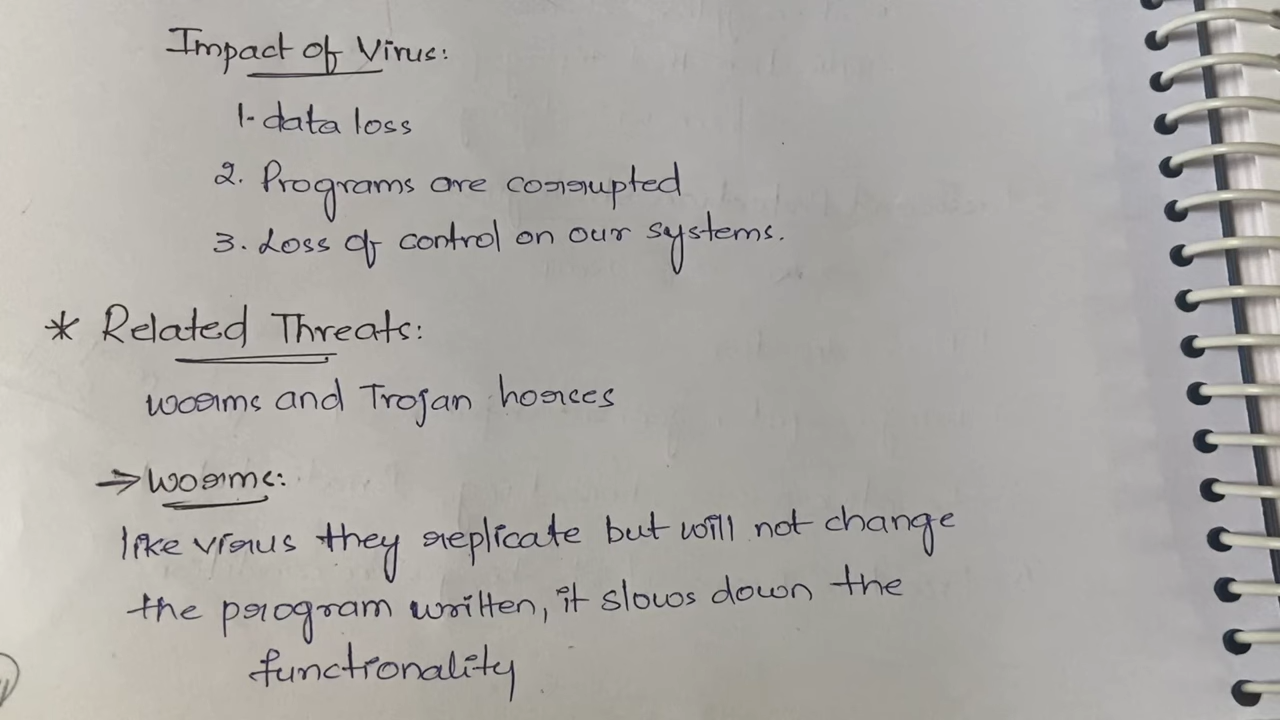 Impact of Virus:
1. data loss
2. Programs are corrupted
3. Loss of control on our systems.
* Related Threats:
worms and Trojan horses
→ worms:
like virus they replicate but will not change
the program written, it slows down the
functionality